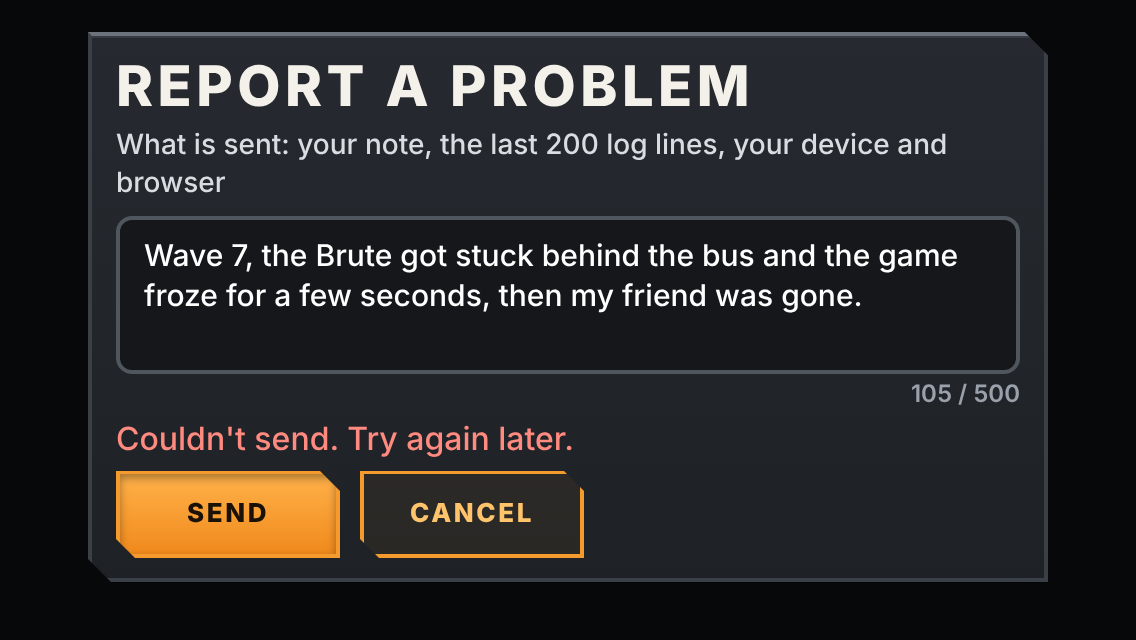 REPORT A PROBLEM
What is sent: your note, the last 200 log lines, your device and
browser
Wave 7, the Brute got stuck behind the bus and the game
froze for a few seconds, then my friend was gone.
105 / 500
Couldn't send. Try again later.
SEND
CANCEL